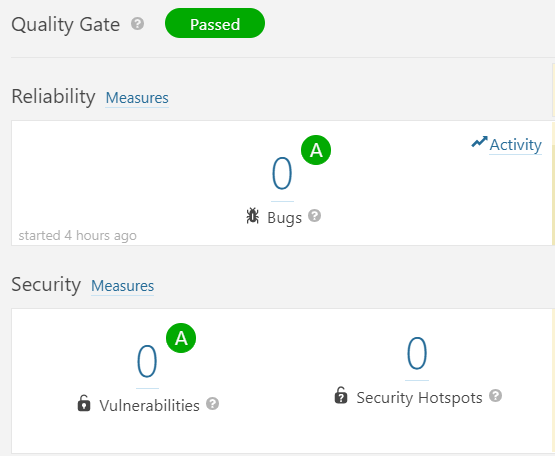 Quality Gate ? Passed
Reliability Measures
Activity
A
0
Bugs ?
started 4 hours ago
Security Measures
A
0
Vulnerabilities ?
0
Security Hotspots ?